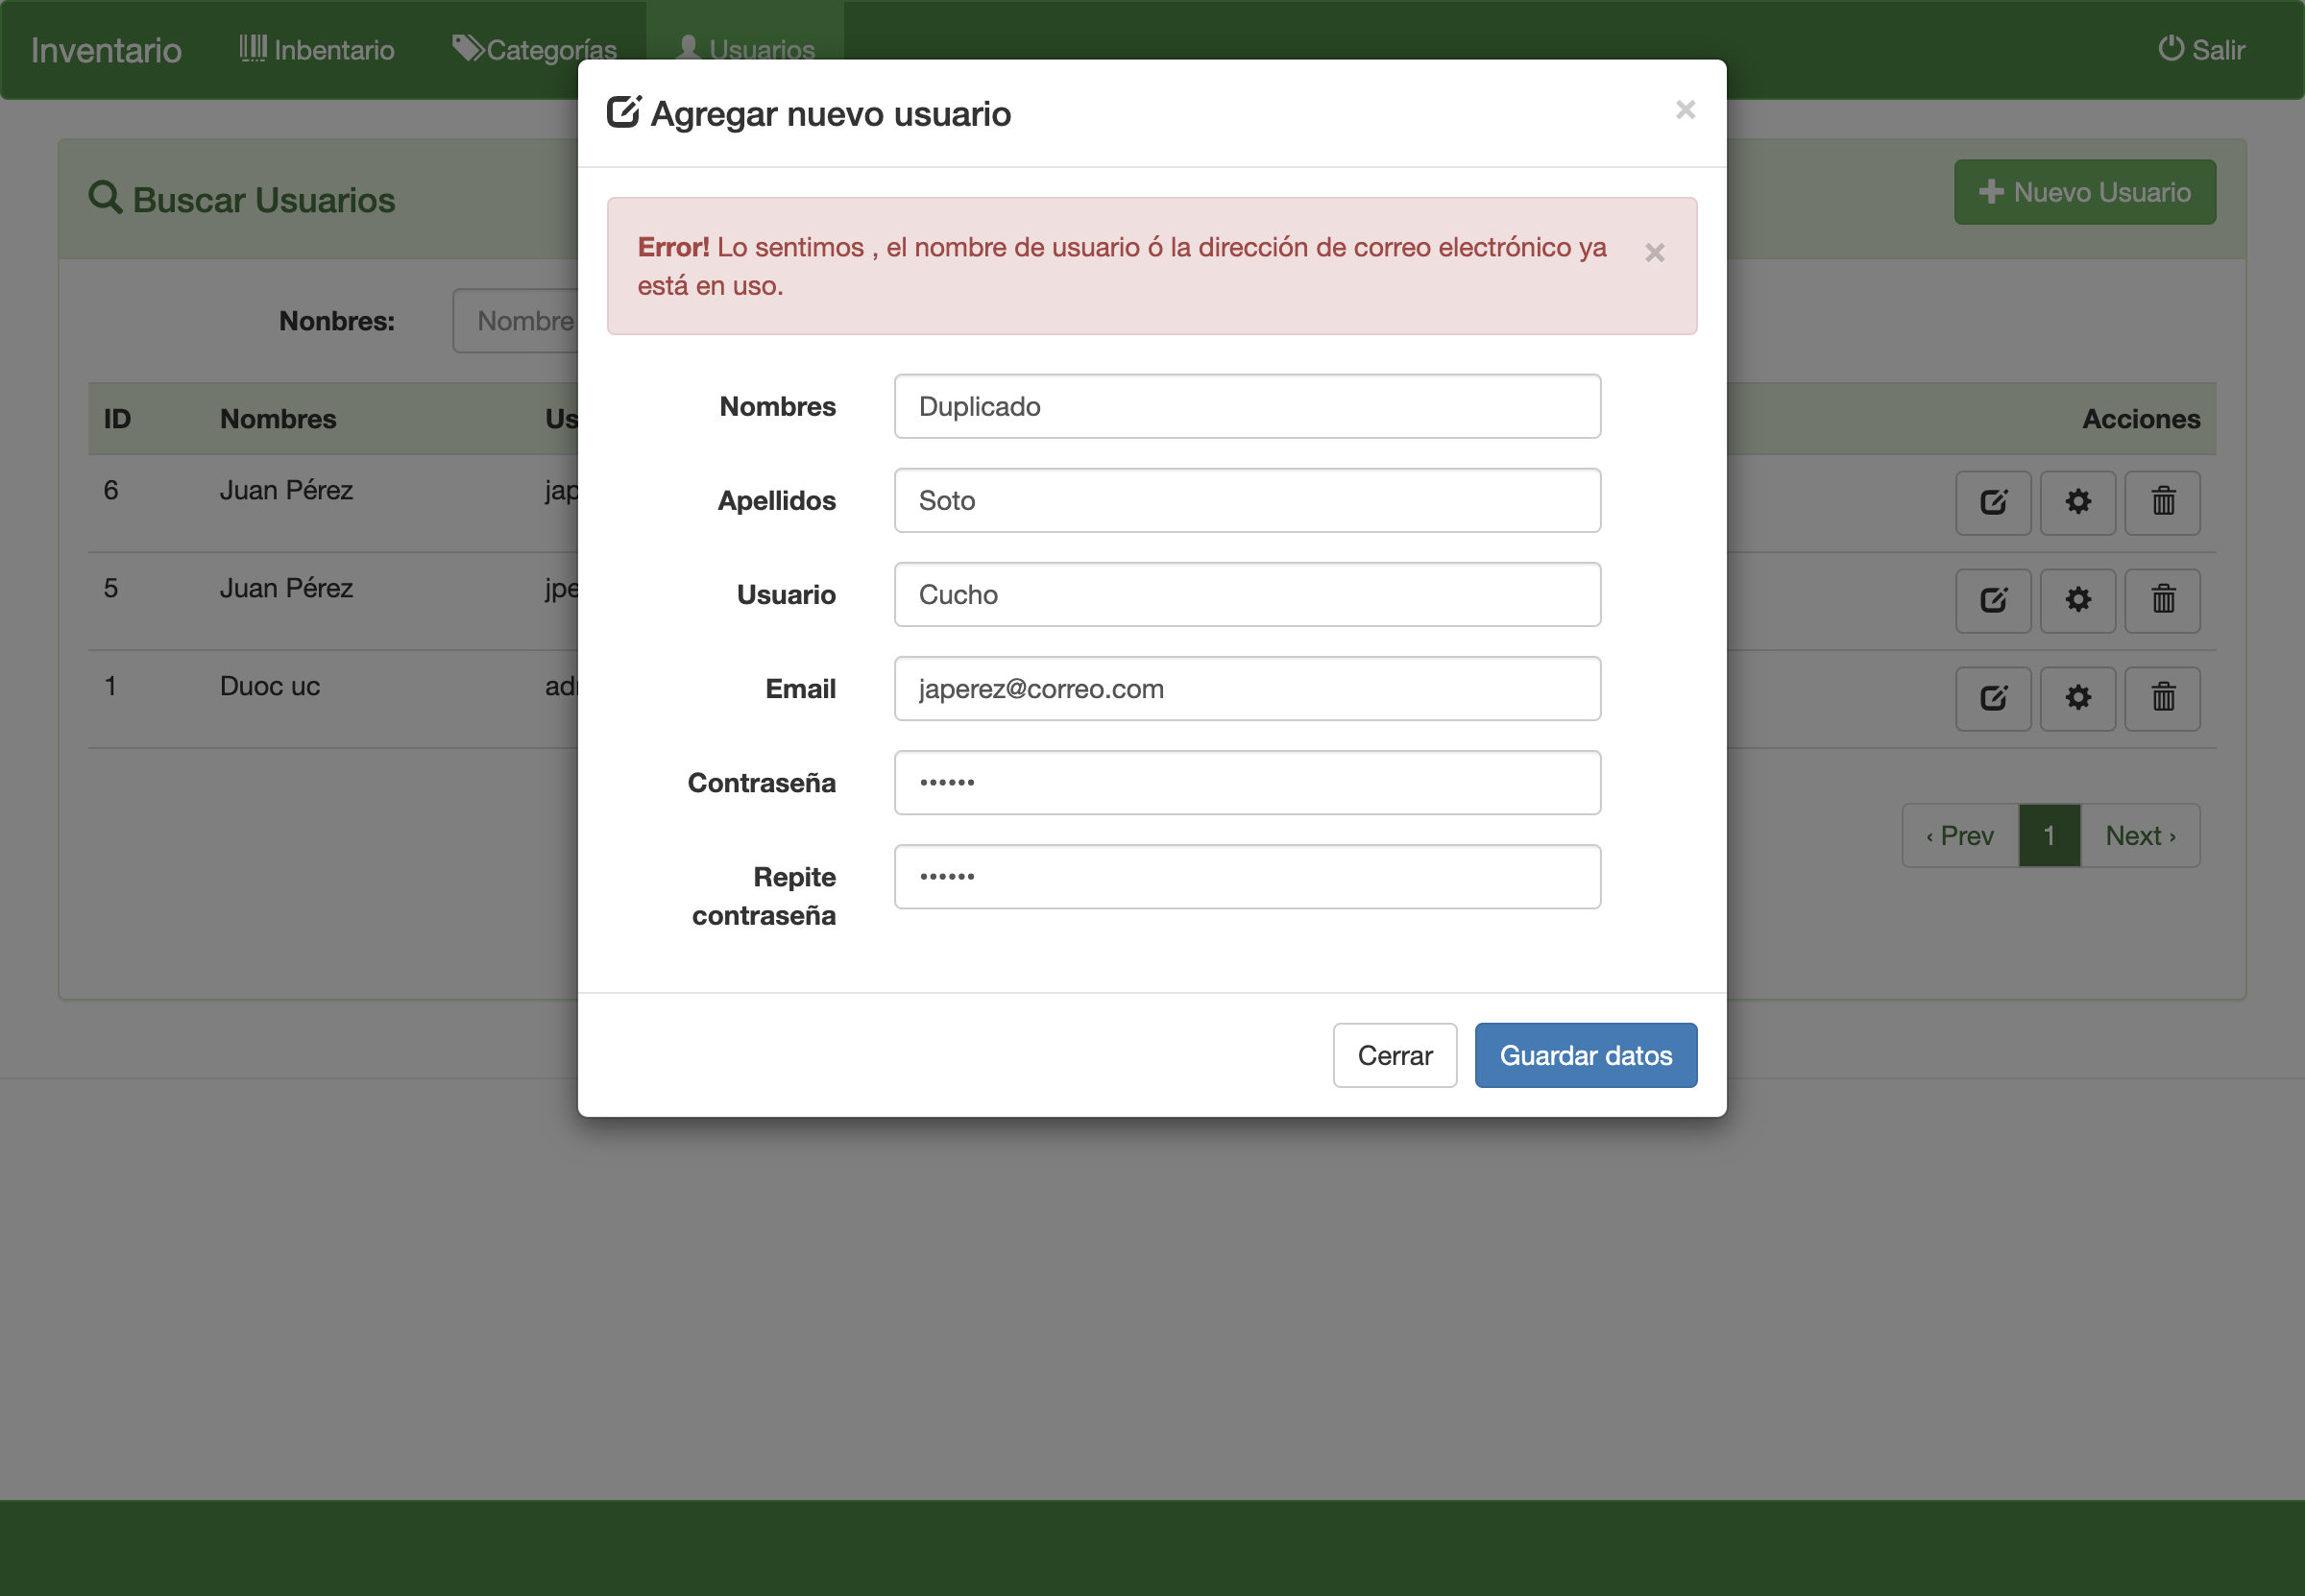 Inventario Inbentario Categorías Usuarios Salir
Agregar nuevo usuario ×
Buscar Usuarios Nuevo Usuario
Error! Lo sentimos , el nombre de usuario ó la dirección de correo electrónico ya ×
está en uso.
Nonbres: Nombre
Nombres Duplicado
ID Nombres Us Acciones
Apellidos Soto
6 Juan Pérez jap
Usuario Cucho
5 Juan Pérez jpe
Email japerez@correo.com
1 Duoc uc adm
Contraseña ••••••
‹ Prev 1 Next ›
Repite ••••••
contraseña
Cerrar Guardar datos